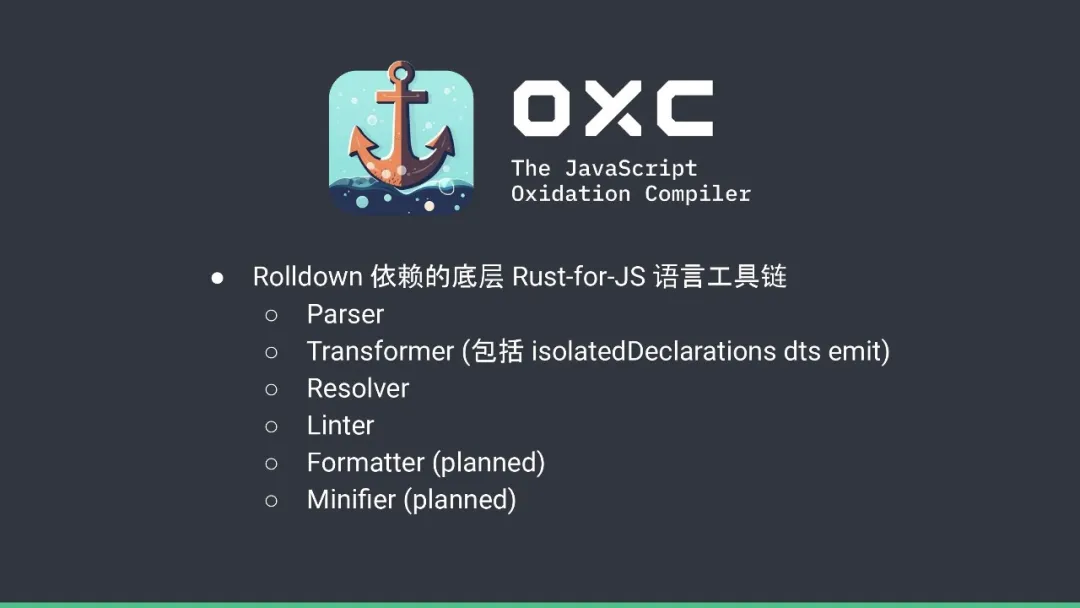 OXC
The JavaScript
Oxidation Compiler
● Rolldown 依赖的底层 Rust-for-JS 语言工具链
○ Parser
○ Transformer (包括 isolatedDeclarations dts emit)
○ Resolver
○ Linter
○ Formatter (planned)
○ Minifier (planned)